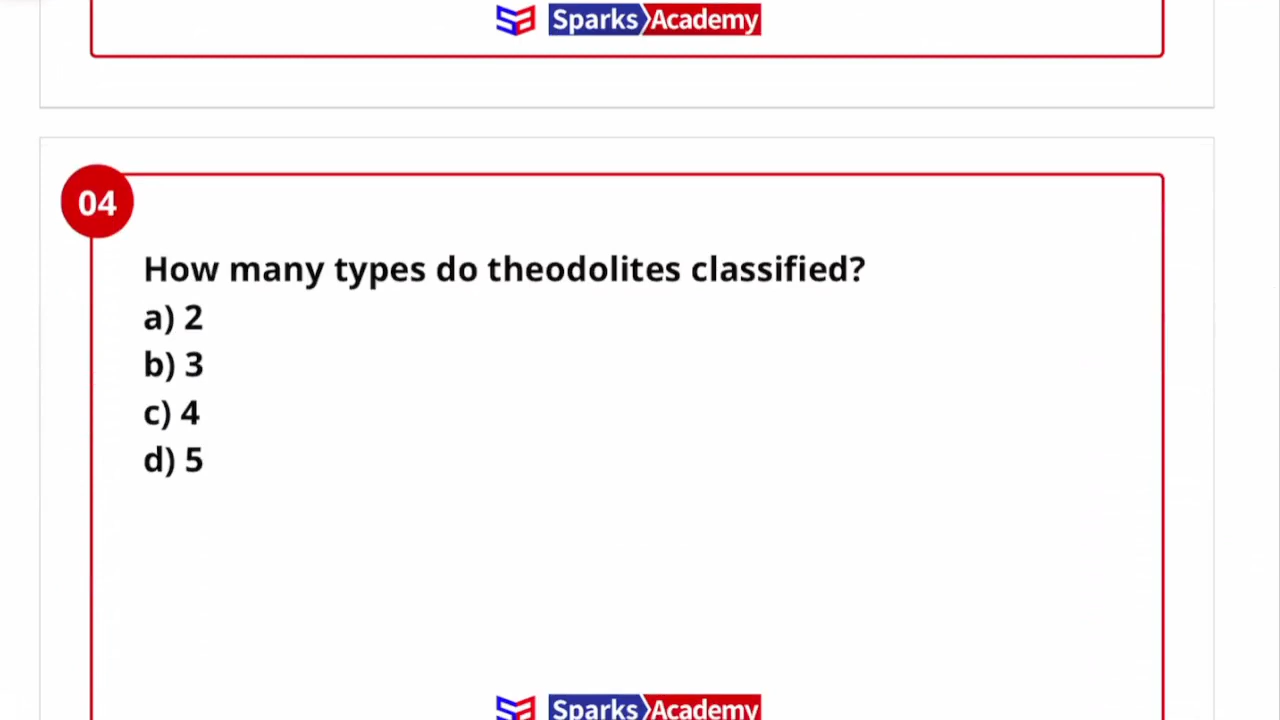 Sparks Academy
04
How many types do theodolites classified?
a) 2
b) 3
c) 4
d) 5
Sparks Academy